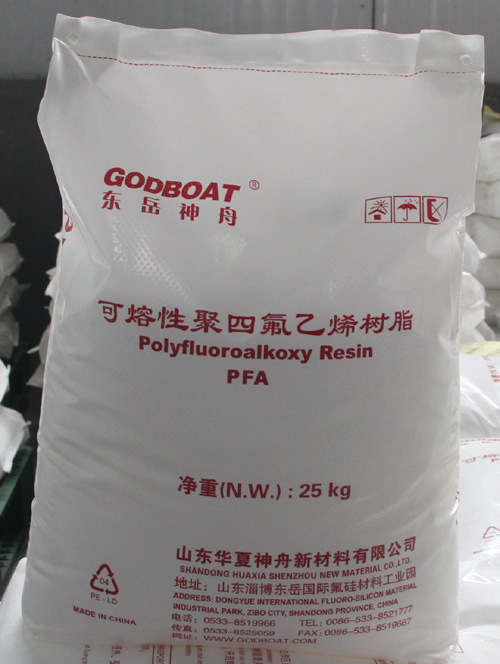 GODBOAT ®
东岳神舟
可熔性聚四氟乙烯树脂
Polyfluoroalkoxy Resin
PFA
净重(N.W.) : 25 kg
山东华夏神舟新材料有限公司
SHANDONG HUAXIA SHENZHOU NEW MATERIAL CO.,LTD.
地址: 山东淄博东岳国际氟硅材料工业园
ADDRESS: DONGYUE INTERNATIONAL FLUORO-SILICON MATERIAL
INDUSTRIAL PARK, ZIBO CITY, SHANDONG PROVINCE, CHINA
电话: 0533-8519966 TEL: 0086-533-8521777
传真: 0533-8525059 FAX: 0086-533-8519667
网址: WWW.GODBOAT.COM
04
PE-LD
MADE IN CHINA